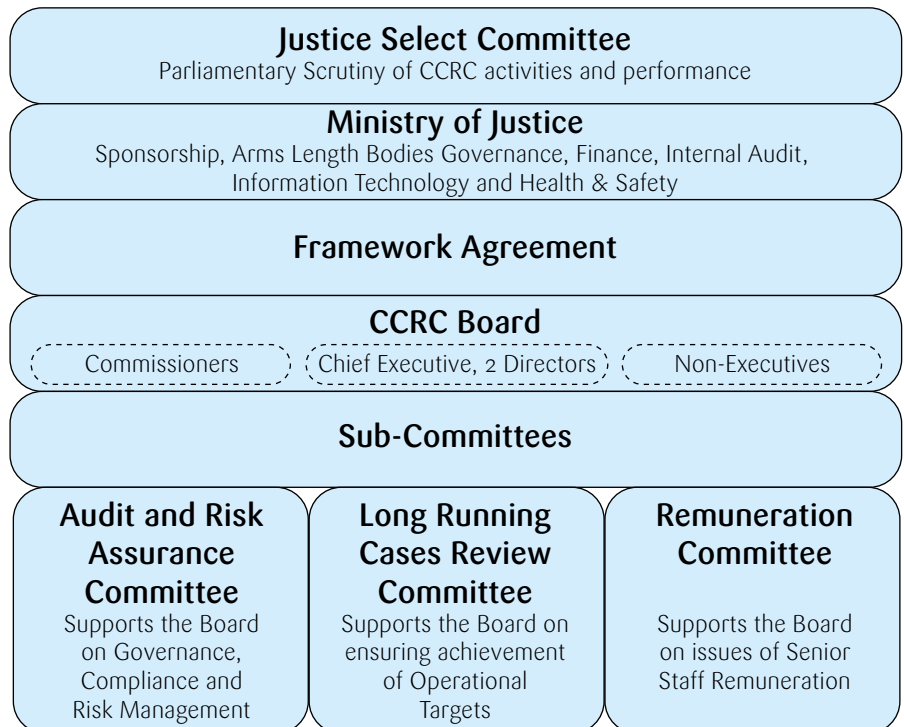 Justice Select Committee
Parliamentary Scrutiny of CCRC activities and performance
Ministry of Justice
Sponsorship, Arms Length Bodies Governance, Finance, Internal Audit,
Information Technology and Health & Safety
Framework Agreement
CCRC Board
Commissioners
Chief Executive, 2 Directors
Non-Executives
Sub-Committees
Audit and Risk
Assurance
Committee
Supports the Board
on Governance,
Compliance and
Risk Management
Long Running
Cases Review
Committee
Supports the Board on
ensuring achievement
of Operational
Targets
Remuneration
Committee
Supports the Board
on issues of Senior
Staff Remuneration